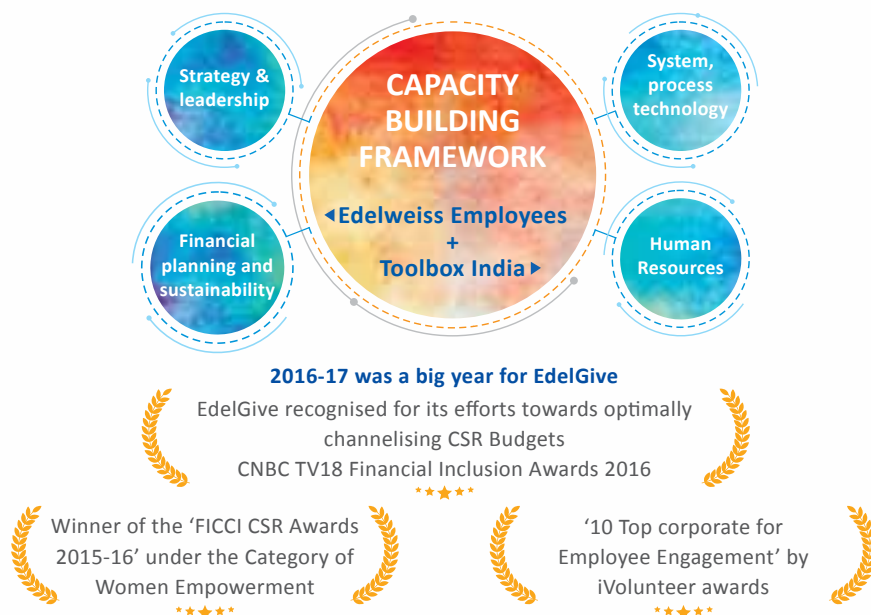 Strategy &
leadership
CAPACITY
BUILDING
FRAMEWORK
Edelweiss Employees
+
Toolbox India
System,
process
technology
Financial
planning and
sustainability
Human
Resources
2016-17 was a big year for EdelGive
EdelGive recognised for its efforts towards optimally
channelising CSR Budgets
CNBC TV18 Financial Inclusion Awards 2016
Winner of the ‘FICCI CSR Awards
2015-16’ under the Category of
Women Empowerment
‘10 Top corporate for
Employee Engagement’ by
iVolunteer awards